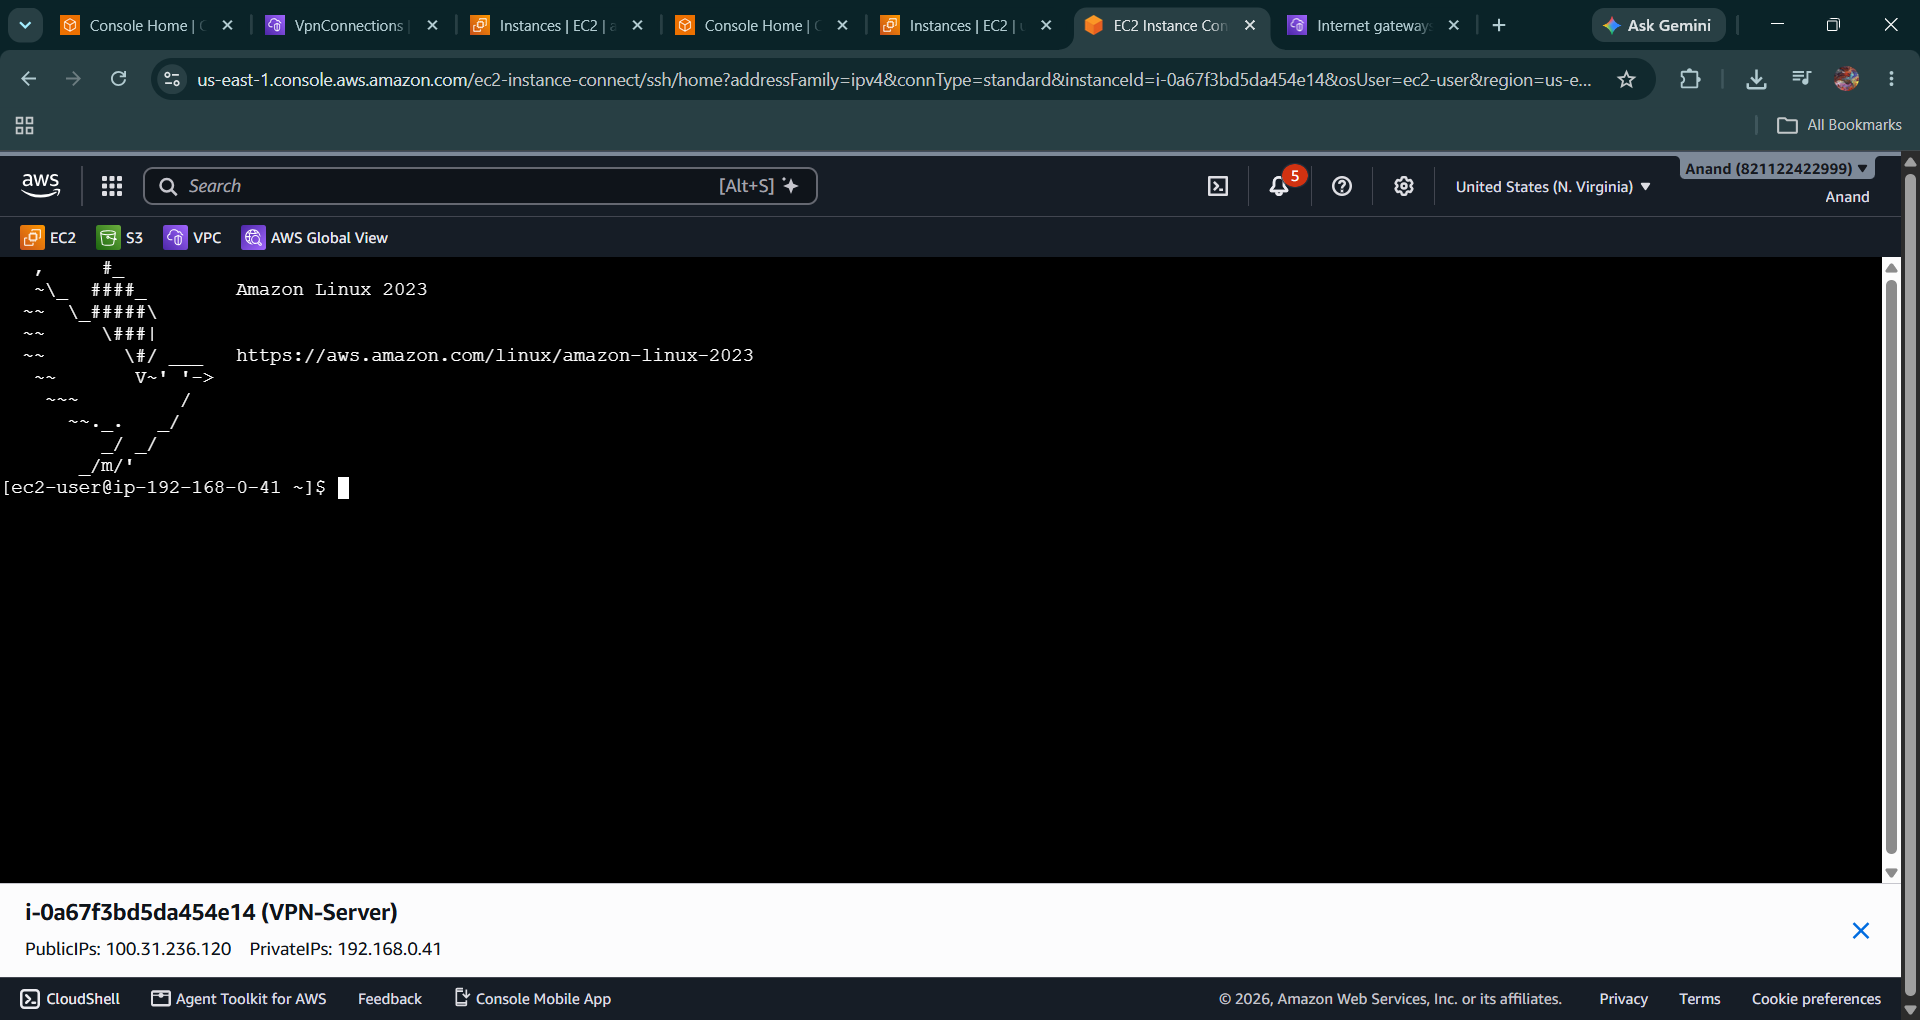 Console Home | C
VpnConnections |
Instances | EC2 | a
Console Home | C
Instances | EC2 | u
EC2 Instance Con
Internet gateways
Ask Gemini
us-east-1.console.aws.amazon.com/ec2-instance-connect/ssh/home?addressFamily=ipv4&connType=standard&instanceId=i-0a67f3bd5da454e14&osUser=ec2-user&region=us-e...
All Bookmarks
aws
Search
[Alt+S]
5
United States (N. Virginia)
Anand (821122422999)
Anand
EC2
S3
VPC
AWS Global View
   ,     #_
   ~\_  ####_        Amazon Linux 2023
  ~~  \_#####\
  ~~     \###|
  ~~       \#/ ___   https://aws.amazon.com/linux/amazon-linux-2023
   ~~       V~' '->
    ~~~         /
      ~~._.   _/
         _/ _/
       _/m/'
[ec2-user@ip-192-168-0-41 ~]$
i-0a67f3bd5da454e14 (VPN-Server)
PublicIPs: 100.31.236.120    PrivateIPs: 192.168.0.41
CloudShell
Agent Toolkit for AWS
Feedback
Console Mobile App
© 2026, Amazon Web Services, Inc. or its affiliates.
Privacy
Terms
Cookie preferences